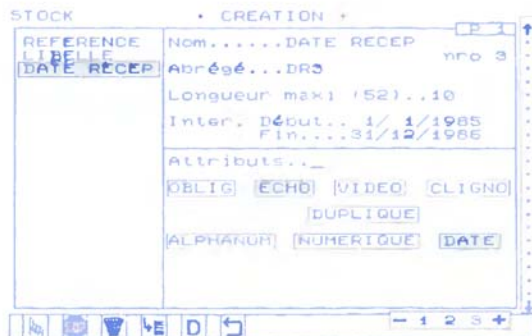 STOCK • CREATION •
P 1
REFERENCE
LIBELLE
DATE RECEP
Nom......DATE RECEP
nro 3
Abrégé...DR3
Longueur maxi (52)..10
Inter. Début.. 1/ 1/1985
Fin....31/12/1986
Attributs.._
OBLIG ECHO VIDEO CLIGNO
DUPLIQUE
ALPHANUM NUMERIQUE DATE
D
− 1 2 3 +